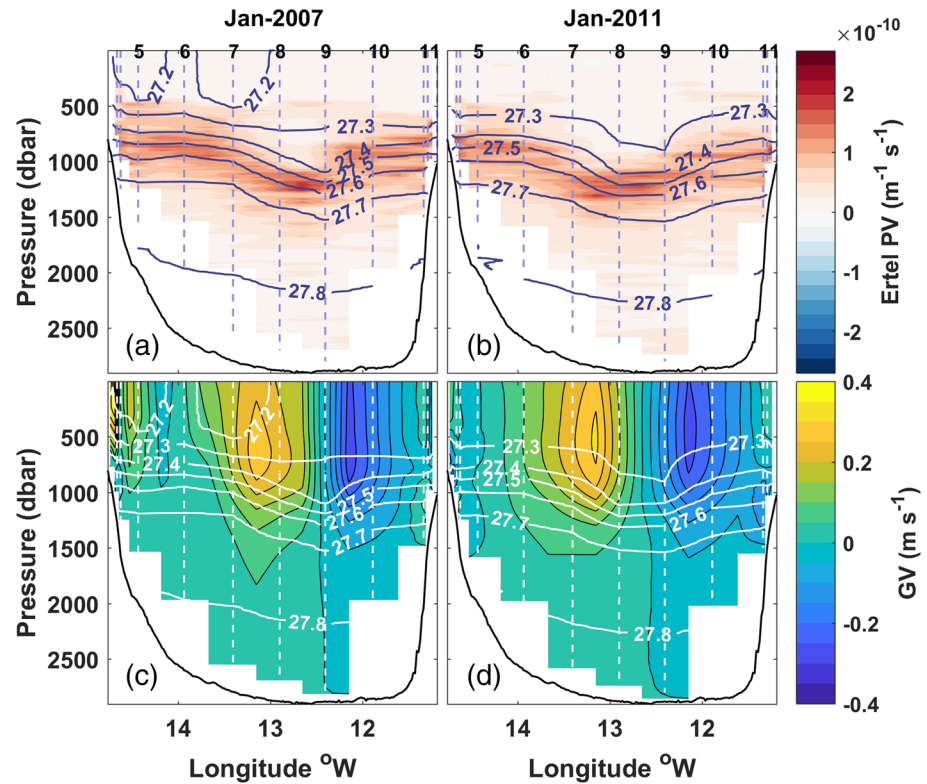 Jan-2007 Jan-2011
×10⁻¹⁰
5 6 7 8 9 10 11 5 6 7 8 9 10 11
27.2 27.2
27.3 27.3 27.3
27.4 27.5 27.4
27.5
27.6 27.6
27.7 27.7 27.7
27.8 27.8
500
1000
1500
2000
2500
Pressure (dbar)
(a) (b)
2
1
0
-1
-2
Ertel PV (m⁻¹ s⁻¹)
27.2 27.2
27.3 27.3 27.3
27.4 27.4
27.5 27.5
27.6 27.6
27.7 27.7
27.8 27.8
500
1000
1500
2000
2500
Pressure (dbar)
(c) (d)
0.4
0.2
0
-0.2
-0.4
GV (m s⁻¹)
14 13 12 14 13 12
Longitude ᵒW Longitude ᵒW